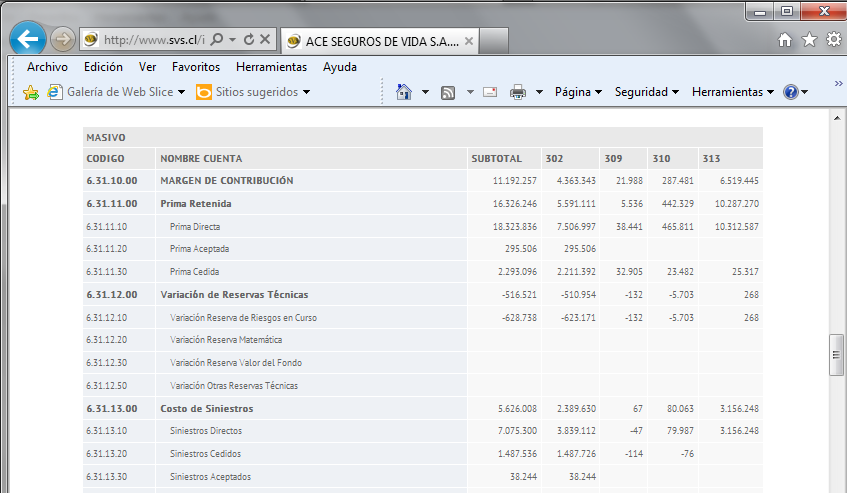 http://www.svs.cl/i
ACE SEGUROS DE VIDA S.A....
Archivo Edición Ver Favoritos Herramientas Ayuda
Galería de Web Slice Sitios sugeridos Página Seguridad Herramientas
MASIVO
CODIGO NOMBRE CUENTA SUBTOTAL 302 309 310 313
6.31.10.00 MARGEN DE CONTRIBUCIÓN 11.192.257 4.363.343 21.988 287.481 6.519.445
6.31.11.00 Prima Retenida 16.326.246 5.591.111 5.536 442.329 10.287.270
6.31.11.10 Prima Directa 18.323.836 7.506.997 38.441 465.811 10.312.587
6.31.11.20 Prima Aceptada 295.506 295.506
6.31.11.30 Prima Cedida 2.293.096 2.211.392 32.905 23.482 25.317
6.31.12.00 Variación de Reservas Técnicas -516.521 -510.954 -132 -5.703 268
6.31.12.10 Variación Reserva de Riesgos en Curso -628.738 -623.171 -132 -5.703 268
6.31.12.20 Variación Reserva Matemática
6.31.12.30 Variación Reserva Valor del Fondo
6.31.12.50 Variación Otras Reservas Técnicas
6.31.13.00 Costo de Siniestros 5.626.008 2.389.630 67 80.063 3.156.248
6.31.13.10 Siniestros Directos 7.075.300 3.839.112 -47 79.987 3.156.248
6.31.13.20 Siniestros Cedidos 1.487.536 1.487.726 -114 -76
6.31.13.30 Siniestros Aceptados 38.244 38.244